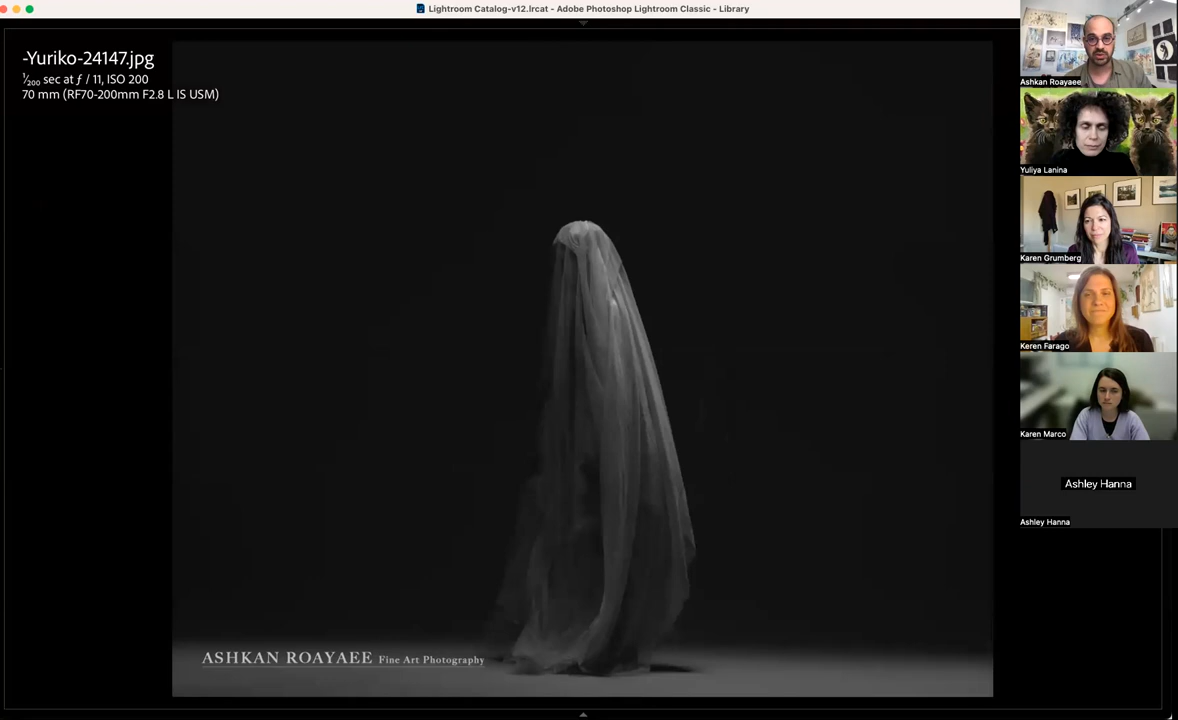 Lightroom Catalog-v12.lrcat - Adobe Photoshop Lightroom Classic - Library
-Yuriko-24147.jpg
1/200 sec at ƒ / 11, ISO 200
70 mm (RF70-200mm F2.8 L IS USM)
ASHKAN ROAYAEE Fine Art Photography
Ashkan Roayaee
Yuliya Lanina
Karen Grumberg
Keren Farago
Karen Marco
Ashley Hanna
Ashley Hanna